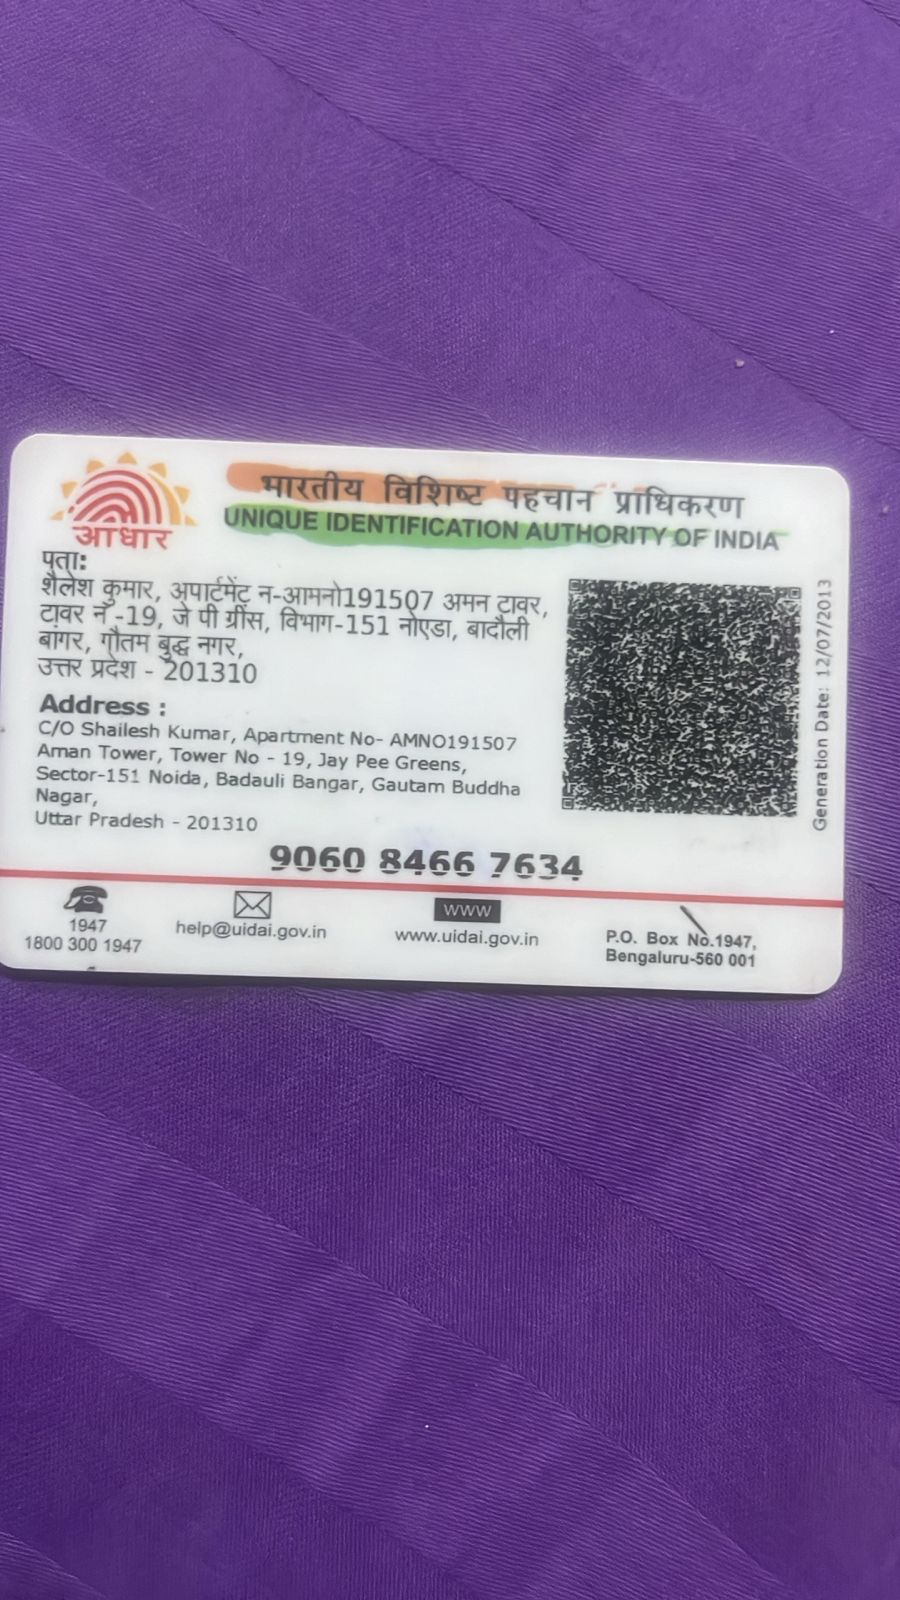 भारतीय विशिष्ट पहचान प्राधिकरण
UNIQUE IDENTIFICATION AUTHORITY OF INDIA
आधार
पता:
शैलेश कुमार, अपार्टमेंट न-आमनो191507 अमन टावर,
टावर न -19, जे पी ग्रींस, विभाग-151 नोएडा, बादौली
बागर, गौतम बुद्ध नगर,
उत्तर प्रदेश - 201310
Address :
C/O Shailesh Kumar, Apartment No- AMNO191507
Aman Tower, Tower No - 19, Jay Pee Greens,
Sector-151 Noida, Badauli Bangar, Gautam Buddha
Nagar,
Uttar Pradesh - 201310
Generation Date: 12/07/2013
9060 8466 7634
1947
1800 300 1947
help@uidai.gov.in
WWW
www.uidai.gov.in
P.O. Box No.1947,
Bengaluru-560 001